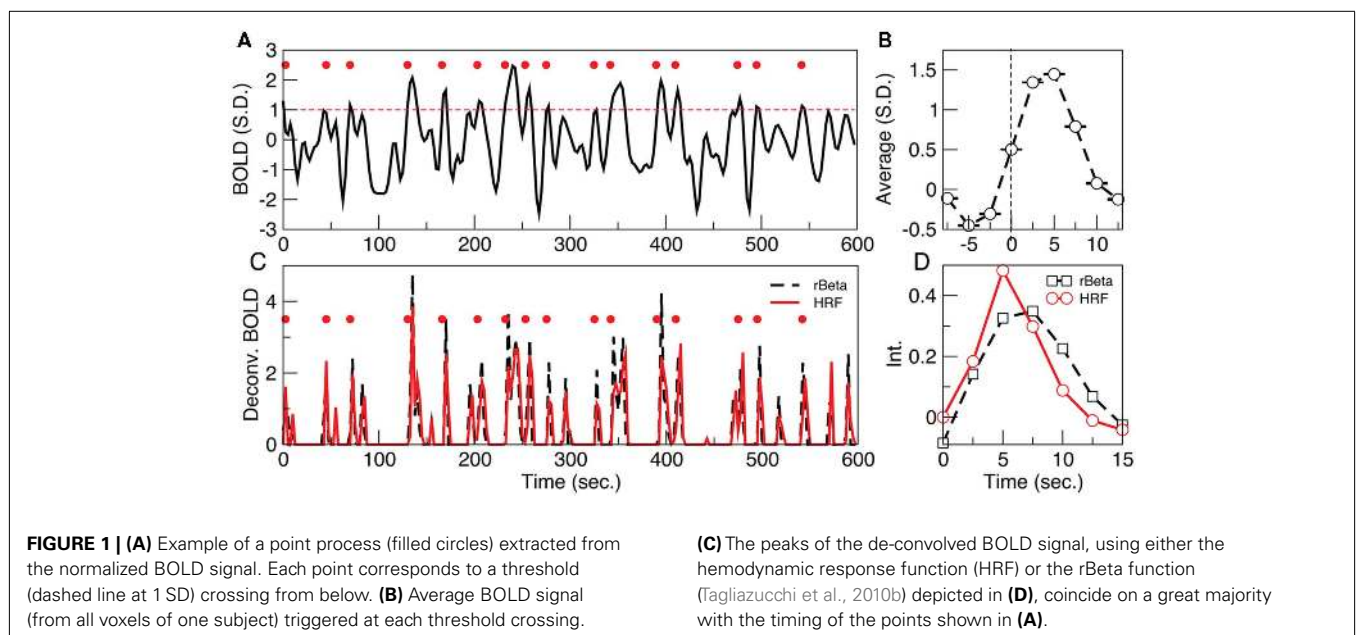 A
3
2
1
0
-1
-2
-3
BOLD (S.D.)
0 100 200 300 400 500 600
B
1.5
1
0.5
0
-0.5
Average (S.D.)
-5 0 5 10
C
4
2
0
Deconv. BOLD
rBeta
HRF
0 100 200 300 400 500 600
Time (sec.)
D
0.4
0.2
0
Int.
rBeta
HRF
0 5 10 15
Time (sec.)
FIGURE 1 | (A) Example of a point process (filled circles) extracted from
the normalized BOLD signal. Each point corresponds to a threshold
(dashed line at 1 SD) crossing from below. (B) Average BOLD signal
(from all voxels of one subject) triggered at each threshold crossing.
(C) The peaks of the de-convolved BOLD signal, using either the
hemodynamic response function (HRF) or the rBeta function
(Tagliazucchi et al., 2010b) depicted in (D), coincide on a great majority
with the timing of the points shown in (A).